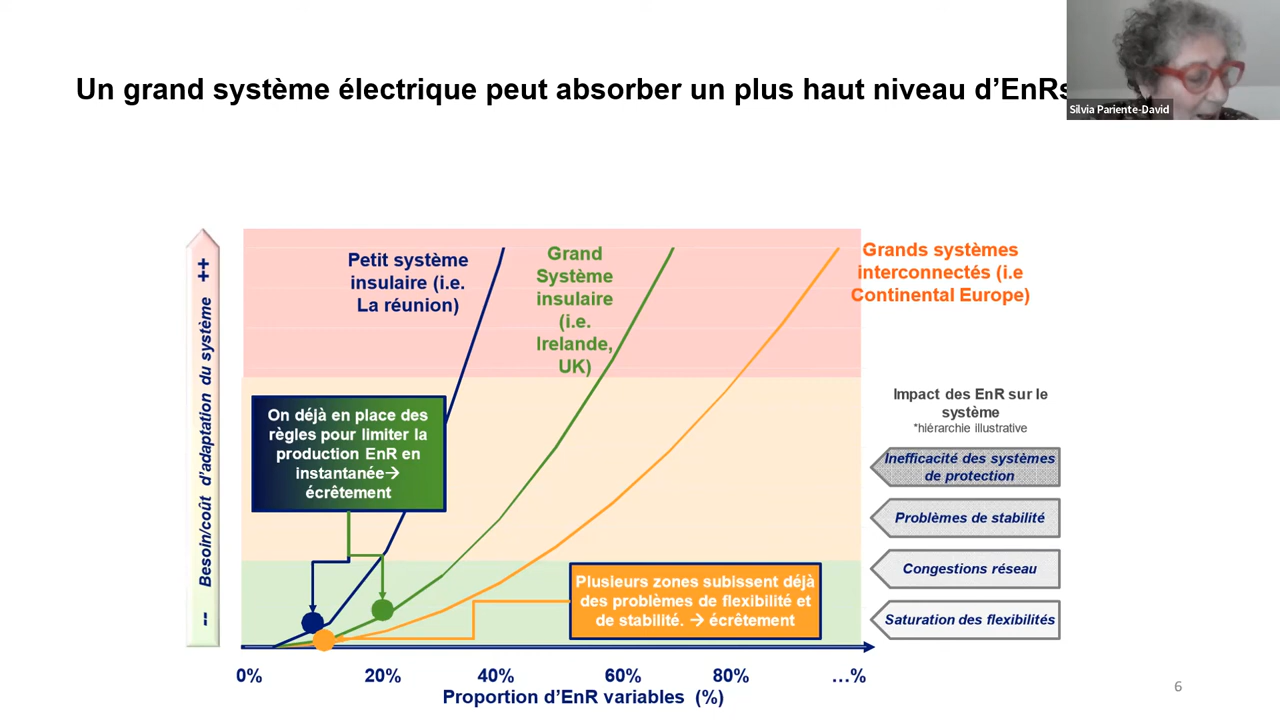 Un grand système électrique peut absorber un plus haut niveau d’EnRs
Silvia Pariente-David
Besoin/coût d’adaptation du système
++
--
Petit système
insulaire (i.e.
La réunion)
Grand
Système
insulaire
(i.e.
Irelande,
UK)
Grands systèmes
interconnectés (i.e
Continental Europe)
On déjà en place des
règles pour limiter la
production EnR en
instantanée→
écrêtement
Plusieurs zones subissent déjà
des problèmes de flexibilité et
de stabilité. → écrêtement
Impact des EnR sur le
système
*hiérarchie illustrative
Inefficacité des systèmes
de protection
Problèmes de stabilité
Congestions réseau
Saturation des flexibilités
0% 20% 40% 60% 80% …%
Proportion d’EnR variables (%)
6